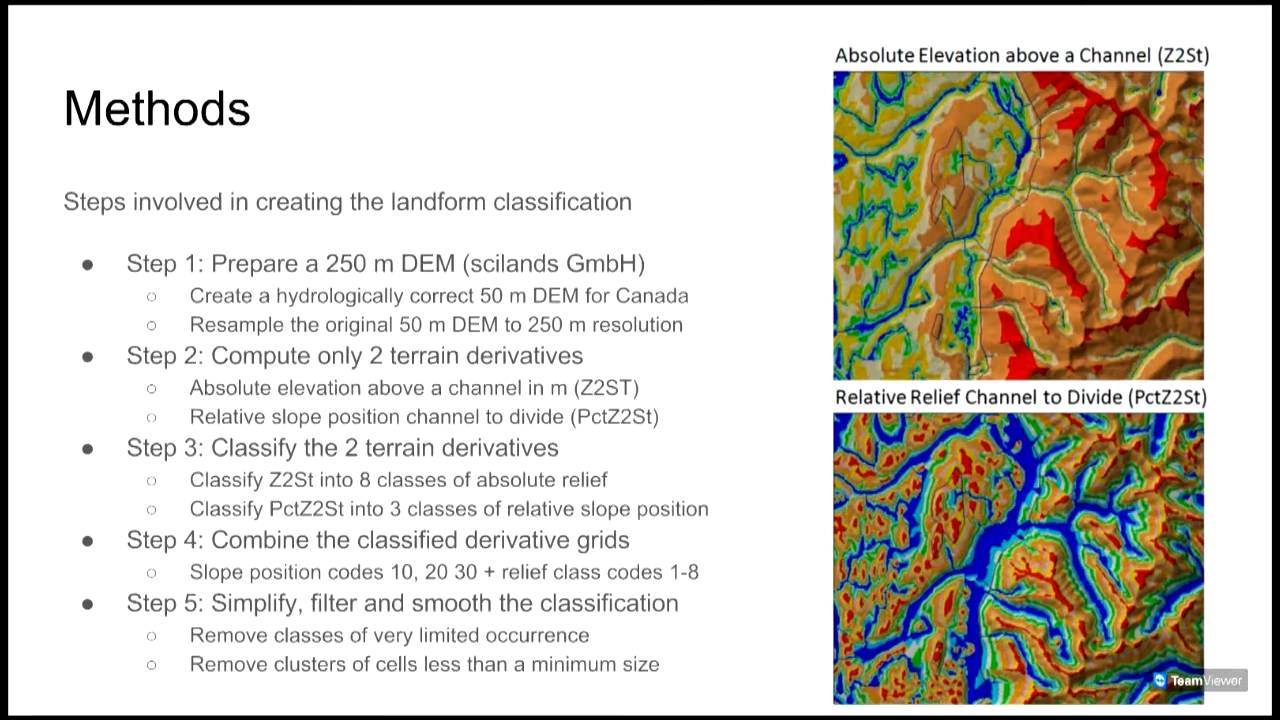 Methods
Steps involved in creating the landform classification
● Step 1: Prepare a 250 m DEM (scilands GmbH)
○ Create a hydrologically correct 50 m DEM for Canada
○ Resample the original 50 m DEM to 250 m resolution
● Step 2: Compute only 2 terrain derivatives
○ Absolute elevation above a channel in m (Z2ST)
○ Relative slope position channel to divide (PctZ2St)
● Step 3: Classify the 2 terrain derivatives
○ Classify Z2St into 8 classes of absolute relief
○ Classify PctZ2St into 3 classes of relative slope position
● Step 4: Combine the classified derivative grids
○ Slope position codes 10, 20 30 + relief class codes 1-8
● Step 5: Simplify, filter and smooth the classification
○ Remove classes of very limited occurrence
○ Remove clusters of cells less than a minimum size
Absolute Elevation above a Channel (Z2St)
Relative Relief Channel to Divide (PctZ2St)
TeamViewer